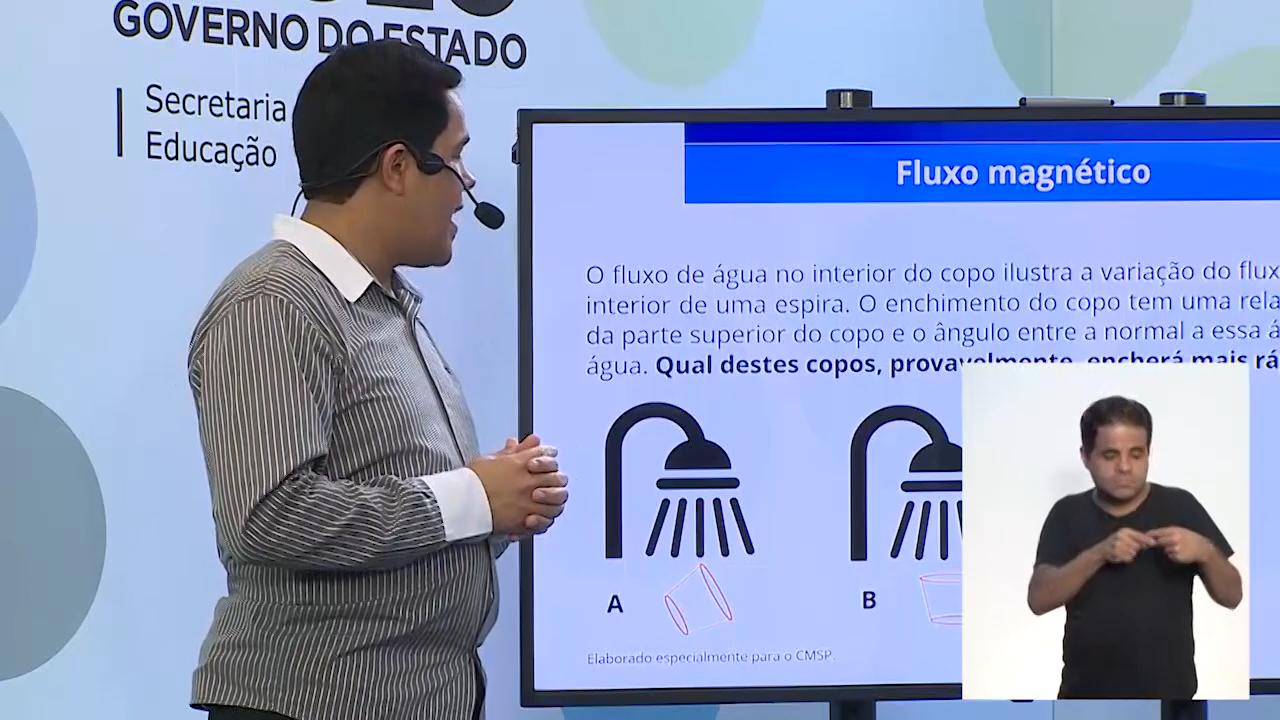 GOVERNO DO ESTADO
Secretaria
Educação
Fluxo magnético
O fluxo de água no interior do copo ilustra a variação do flux
interior de uma espira. O enchimento do copo tem uma rela
da parte superior do copo e o ângulo entre a normal a essa á
água. Qual destes copos, provavelmente, encherá mais rá
A
B
Elaborado especialmente para o CMSP.